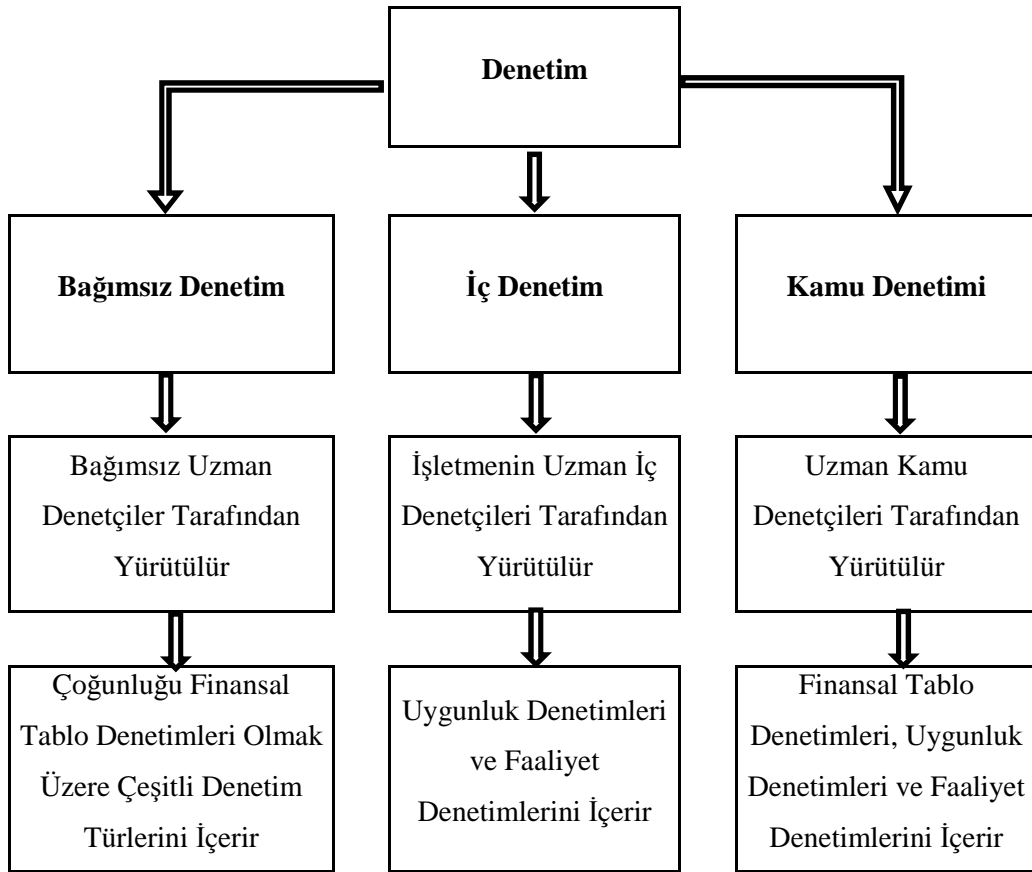 Denetim
Bağımsız Denetim
İç Denetim
Kamu Denetimi
Bağımsız Uzman
Denetçiler Tarafından
Yürütülür
İşletmenin Uzman İç
Denetçileri Tarafından
Yürütülür
Uzman Kamu
Denetçileri Tarafından
Yürütülür
Çoğunluğu Finansal
Tablo Denetimleri Olmak
Üzere Çeşitli Denetim
Türlerini İçerir
Uygunluk Denetimleri
ve Faaliyet
Denetimlerini İçerir
Finansal Tablo
Denetimleri, Uygunluk
Denetimleri ve Faaliyet
Denetimlerini İçerir